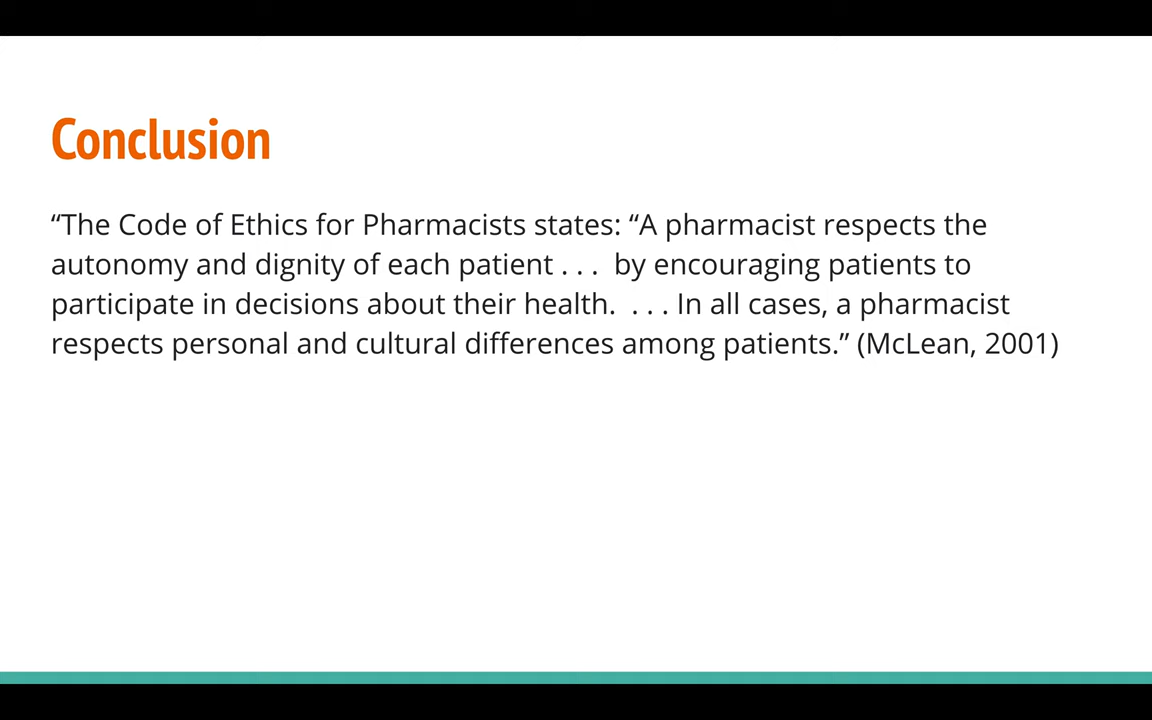 Conclusion
“The Code of Ethics for Pharmacists states: “A pharmacist respects the
autonomy and dignity of each patient . . .  by encouraging patients to
participate in decisions about their health.  . . . In all cases, a pharmacist
respects personal and cultural differences among patients.” (McLean, 2001)